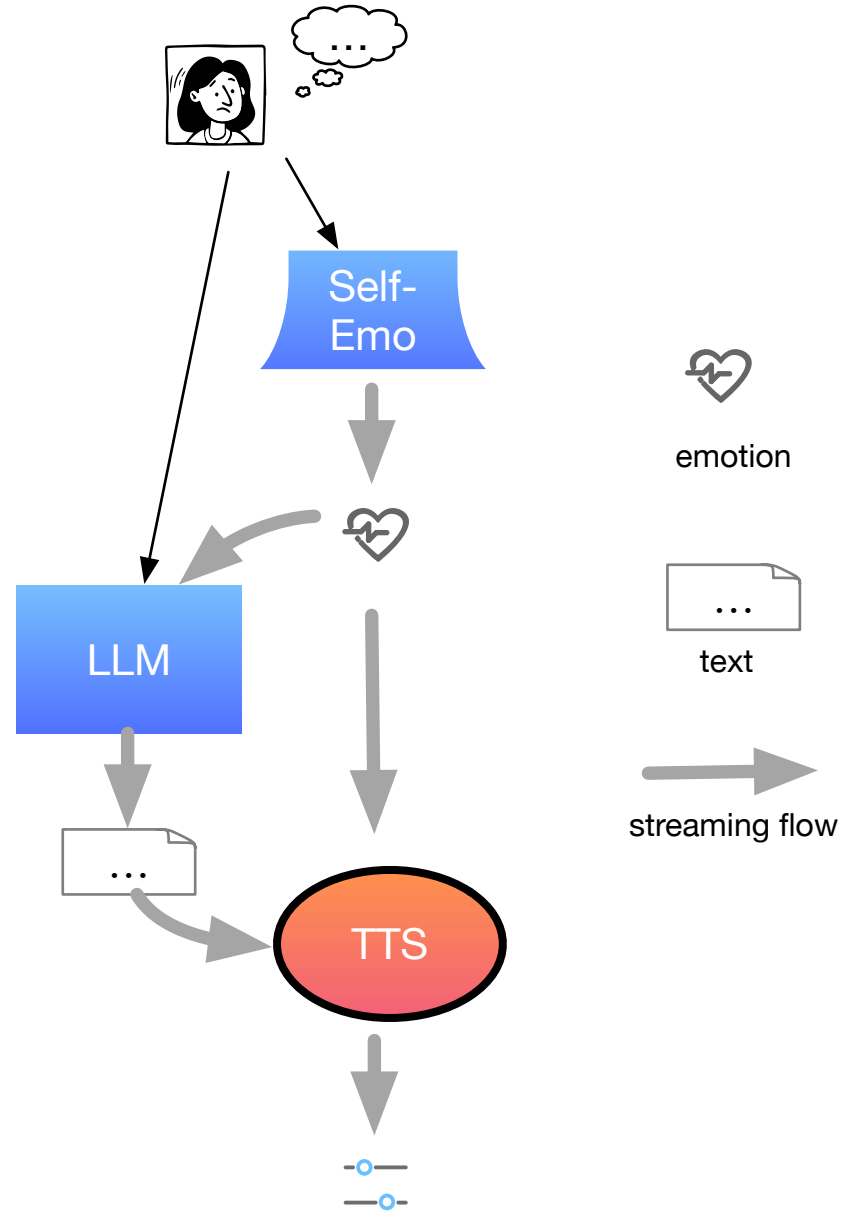 ...
Self-
Emo
emotion
LLM
...
text
streaming flow
...
TTS